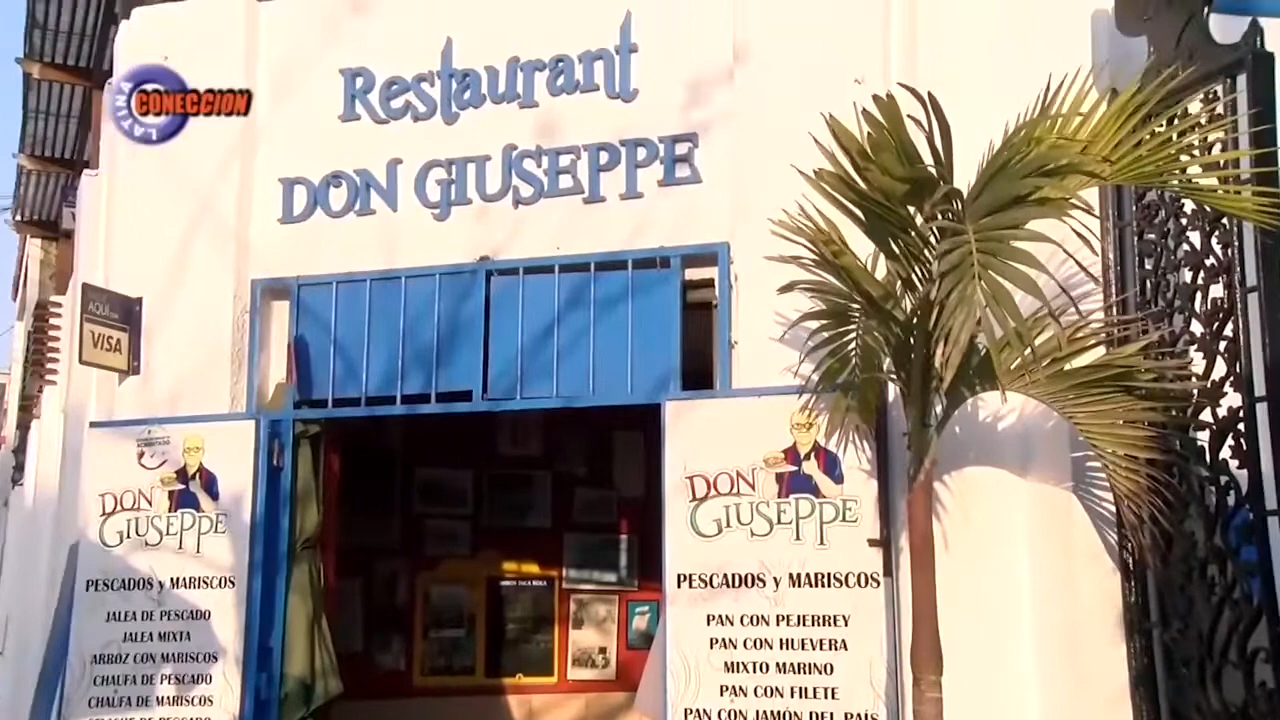 CONECCION
LATINA
Restaurant
DON GIUSEPPE
AQUÍ
VISA
DON
GIUSEPPE
PESCADOS y MARISCOS
JALEA DE PESCADO
JALEA MIXTA
ARROZ CON MARISCOS
CHAUFA DE PESCADO
CHAUFA DE MARISCOS
DON
GIUSEPPE
PESCADOS y MARISCOS
PAN CON PEJERREY
PAN CON HUEVERA
MIXTO MARINO
PAN CON FILETE
PAN CON JAMÓN DEL PAÍS